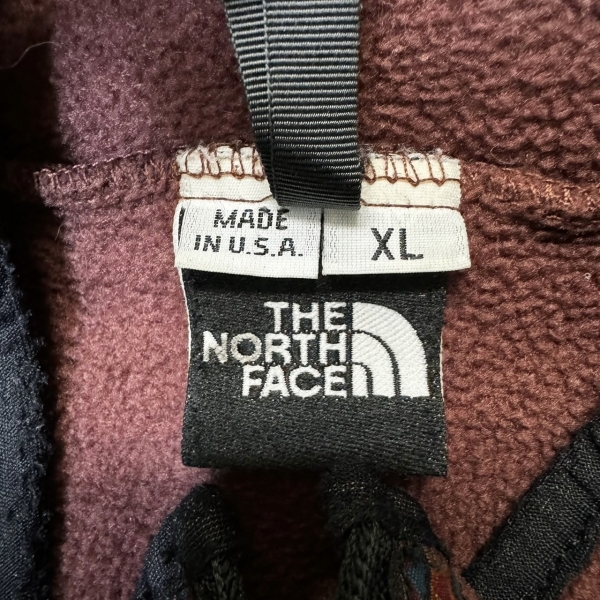 MADE
IN U.S.A.
XL
THE
NORTH
FACE